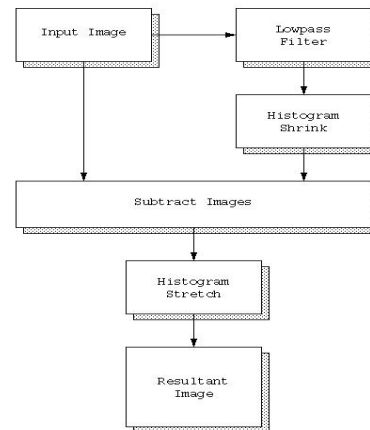 Input Image
Lowpass
Filter
Histogram
Shrink
Subtract Images
Histogram
Stretch
Resultant
Image